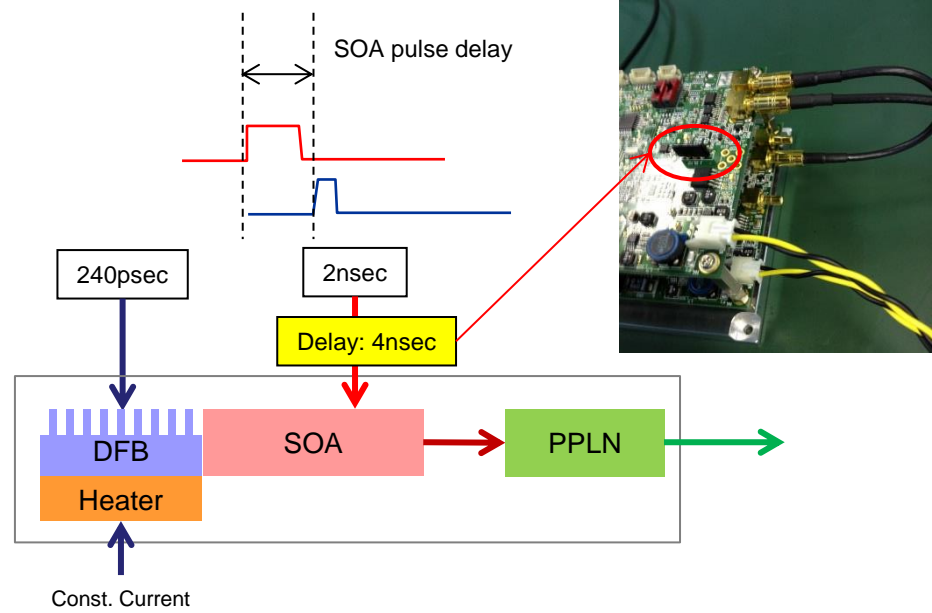 SOA pulse delay
240psec
2nsec
Delay: 4nsec
DFB
SOA
PPLN
Heater
Const. Current